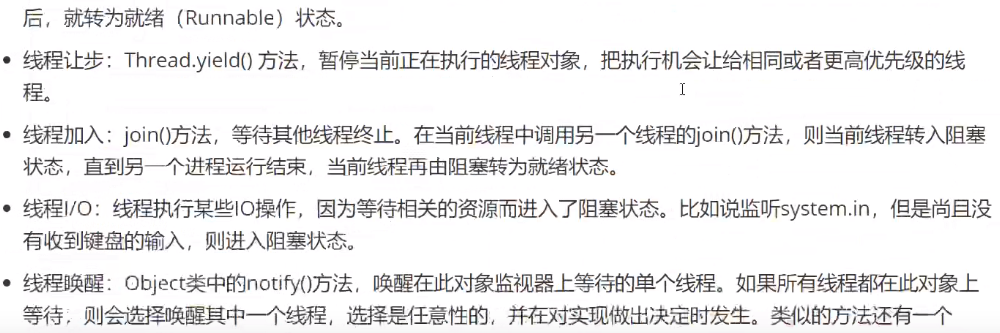 后，就转为就绪（Runnable）状态。
• 线程让步：Thread.yield() 方法，暂停当前正在执行的线程对象，把执行机会让给相同或者更高优先级的线
程。
• 线程加入：join()方法，等待其他线程终止。在当前线程中调用另一个线程的join()方法，则当前线程转入阻塞
状态，直到另一个进程运行结束，当前线程再由阻塞转为就绪状态。
• 线程I/O：线程执行某些IO操作，因为等待相关的资源而进入了阻塞状态。比如说监听system.in，但是尚且没
有收到键盘的输入，则进入阻塞状态。
• 线程唤醒：Object类中的notify()方法，唤醒在此对象监视器上等待的单个线程。如果所有线程都在此对象上
等待，则会选择唤醒其中一个线程，选择是任意性的，并在对实现做出决定时发生。类似的方法还有一个